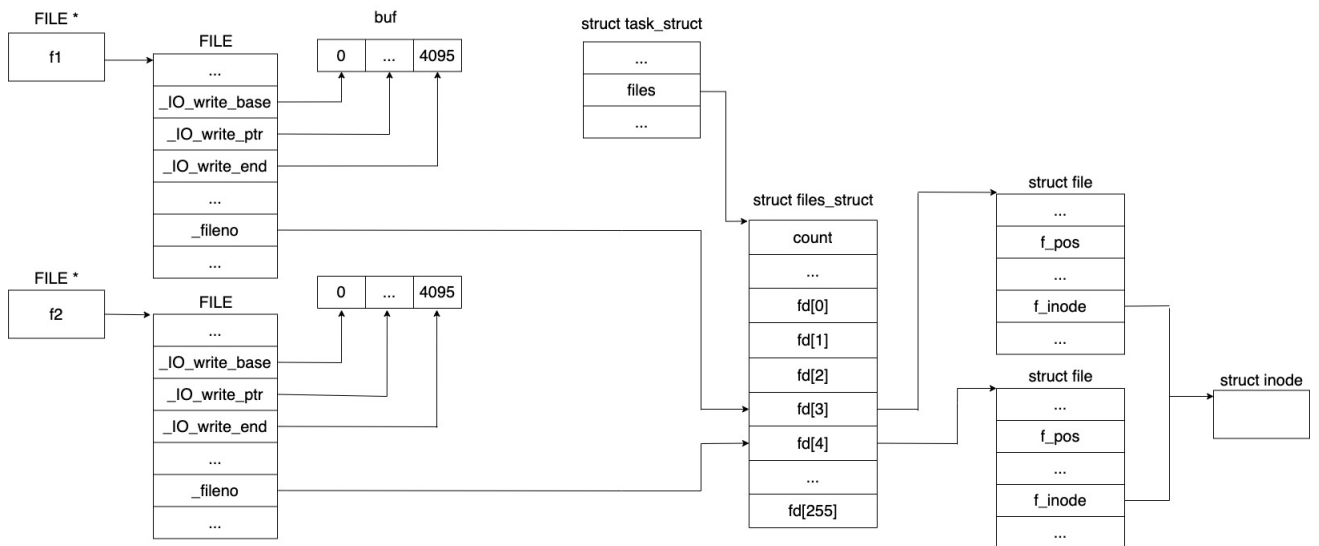 FILE *
f1
FILE
...
_IO_write_base
_IO_write_ptr
_IO_write_end
...
_fileno
...
buf
0 ... 4095
FILE *
f2
FILE
...
_IO_write_base
_IO_write_ptr
_IO_write_end
...
_fileno
...
0 ... 4095
struct task_struct
...
files
...
struct files_struct
count
...
fd[0]
fd[1]
fd[2]
fd[3]
fd[4]
...
fd[255]
struct file
...
f_pos
...
f_inode
...
struct file
...
f_pos
...
f_inode
...
struct inode